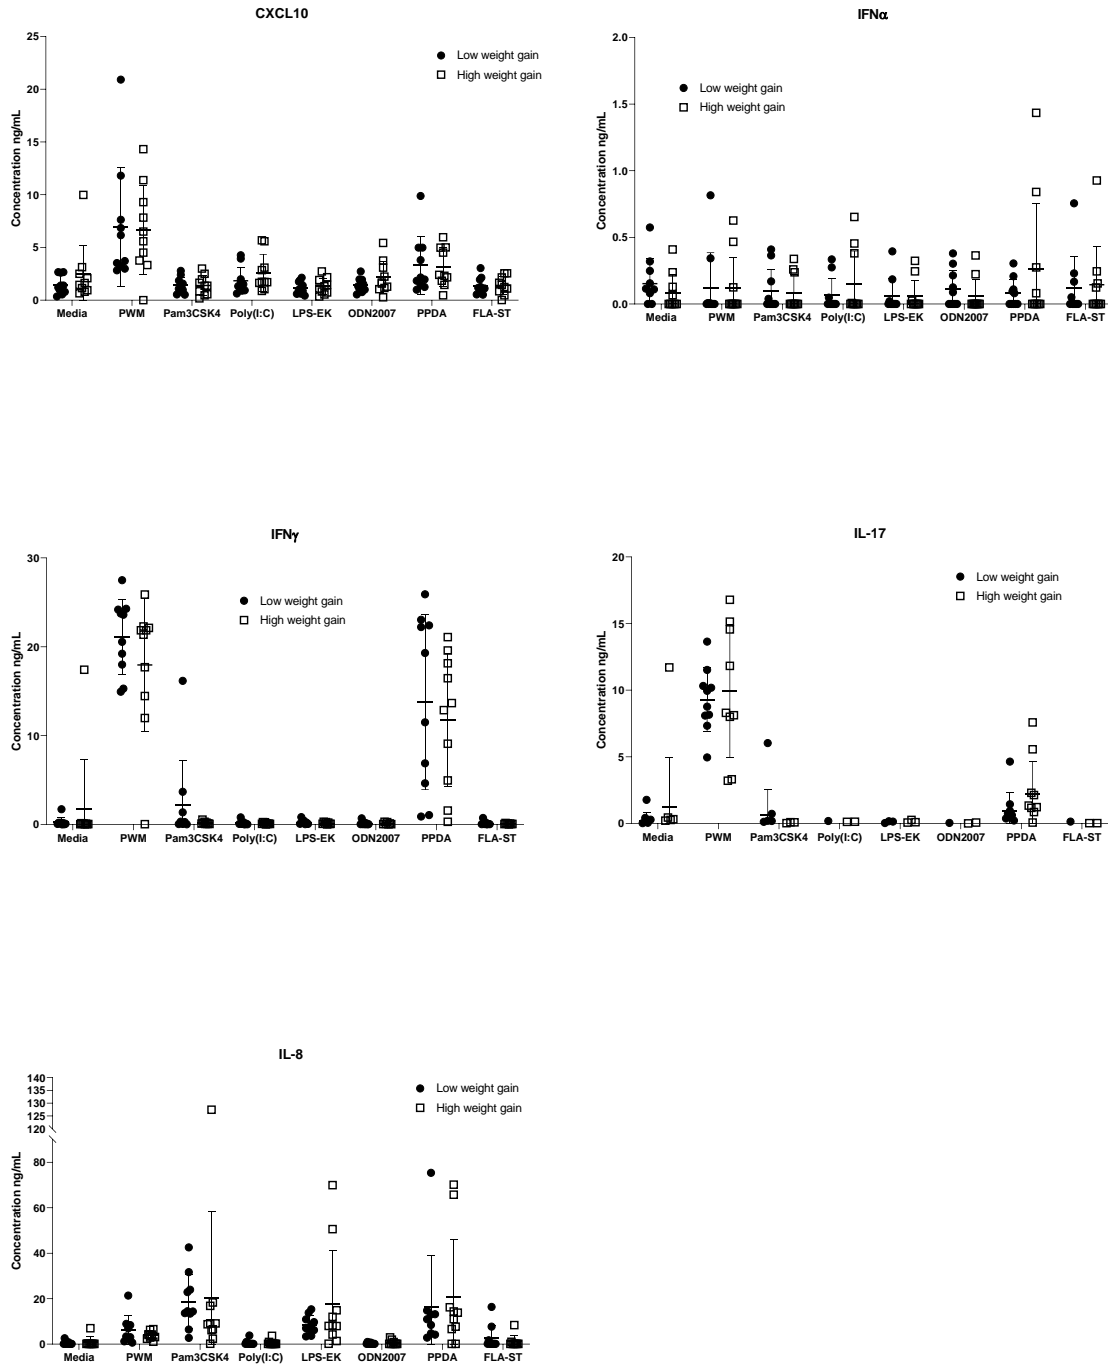 CXCL10
25
20
15
10
5
0
Concentration ng/mL
Low weight gain
High weight gain
Media PWM Pam3CSK4 Poly(I:C) LPS-EK ODN2007 PPDA FLA-ST
IFNα
2.0
1.5
1.0
0.5
0.0
Concentration ng/mL
Low weight gain
High weight gain
Media PWM Pam3CSK4 Poly(I:C) LPS-EK ODN2007 PPDA FLA-ST
IFNγ
30
20
10
0
Concentration ng/mL
Low weight gain
High weight gain
Media PWM Pam3CSK4 Poly(I:C) LPS-EK ODN2007 PPDA FLA-ST
IL-17
20
15
10
5
0
Concentration ng/mL
Low weight gain
High weight gain
Media PWM Pam3CSK4 Poly(I:C) LPS-EK ODN2007 PPDA FLA-ST
IL-8
140
135
130
125
120
80
60
40
20
0
Concentration ng/mL
Low weight gain
High weight gain
Media PWM Pam3CSK4 Poly(I:C) LPS-EK ODN2007 PPDA FLA-ST